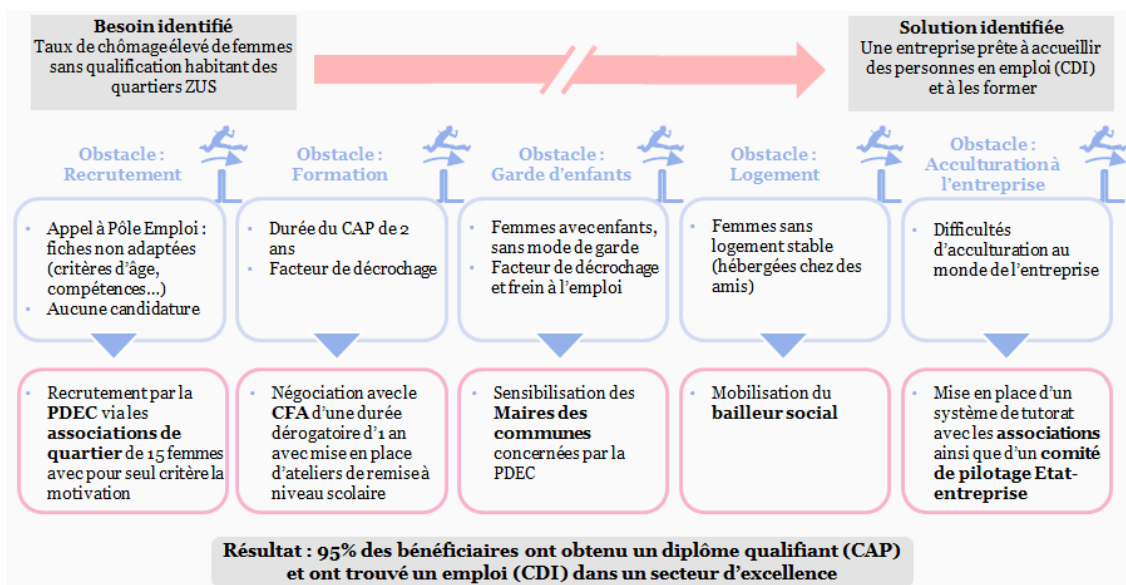 Besoin identifié
Taux de chômage élevé de femmes
sans qualification habitant des
quartiers ZUS
Solution identifiée
Une entreprise prête à accueillir
des personnes en emploi (CDI)
et à les former
Obstacle :
Recrutement
Obstacle :
Formation
Obstacle :
Garde d'enfants
Obstacle :
Logement
Obstacle :
Acculturation à
l'entreprise
• Appel à Pôle Emploi :
fiches non adaptées
(critères d'âge,
compétences...)
• Aucune candidature
• Durée du CAP de 2
ans
• Facteur de décrochage
• Femmes avec enfants,
sans mode de garde
• Facteur de décrochage
et frein à l'emploi
• Femmes sans
logement stable
(hébergées chez des
amis)
• Difficultés
d'acculturation au
monde de l'entreprise
• Recrutement par la
PDEC via les
associations de
quartier de 15 femmes
avec pour seul critère la
motivation
• Négociation avec le
CFA d'une durée
dérogatoire d'1 an
avec mise en place
d'ateliers de remise à
niveau scolaire
• Sensibilisation des
Maires des
communes
concernées par la
PDEC
• Mobilisation du
bailleur social
• Mise en place d'un
système de tutorat
avec les associations
ainsi que d'un comité
de pilotage Etat-
entreprise
Résultat : 95% des bénéficiaires ont obtenu un diplôme qualifiant (CAP)
et ont trouvé un emploi (CDI) dans un secteur d'excellence